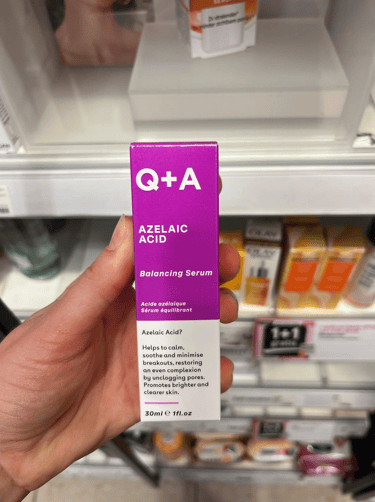 Q+A
AZELAIC
ACID
Balancing Serum
Acide azélaïque
Sérum équilibrant
Azelaic Acid?
Helps to calm,
soothe and minimise
breakouts, restoring
an even complexion
by unclogging pores.
Promotes brighter and
clearer skin.
30ml e 1fl.oz
OLAY
1+1